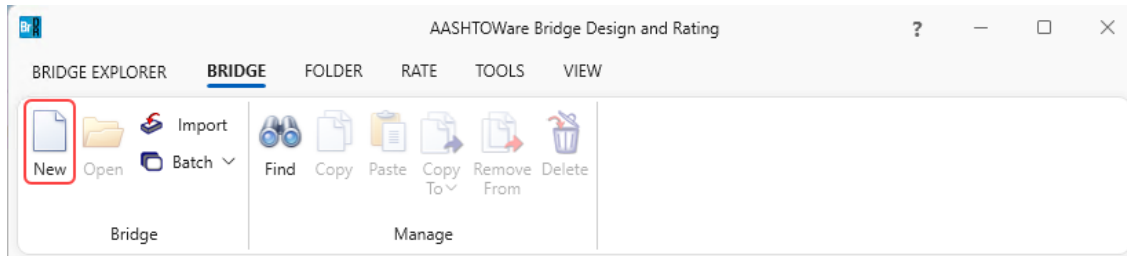 BrDR
AASHTOWare Bridge Design and Rating
?
BRIDGE EXPLORER BRIDGE FOLDER RATE TOOLS VIEW
New
Open
Import
Batch
Find
Copy
Paste
Copy
To
Remove
From
Delete
Bridge
Manage